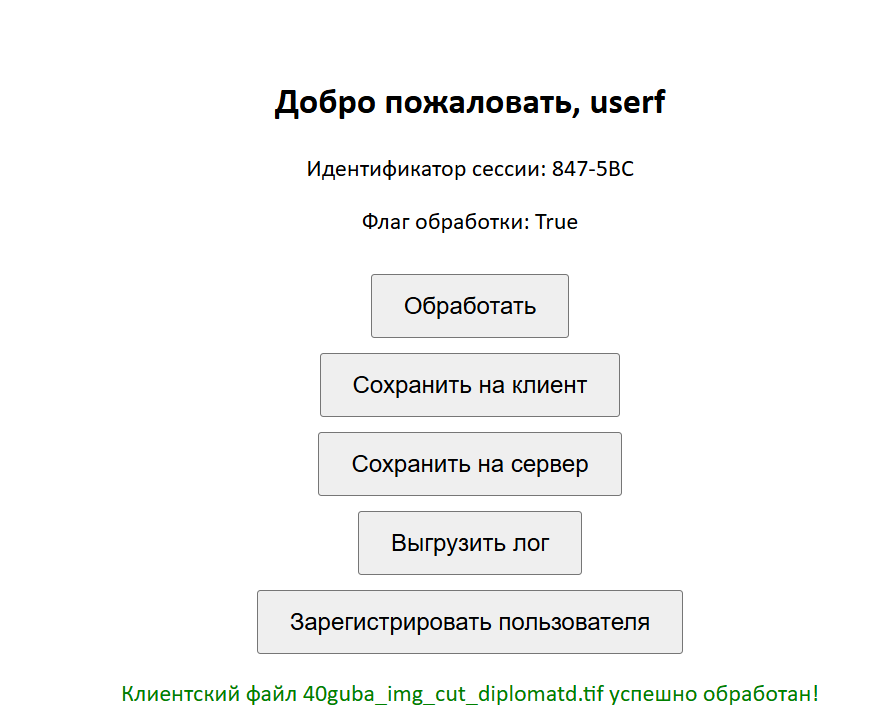 Добро пожаловать, userf
Идентификатор сессии: 847-5BC
Флаг обработки: True
Обработать
Сохранить на клиент
Сохранить на сервер
Выгрузить лог
Зарегистрировать пользователя
Клиентский файл 40guba_img_cut_diplomatd.tif успешно обработан!